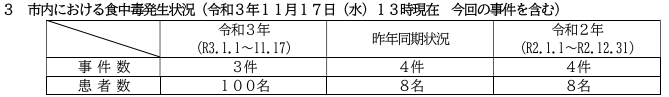 ３　市内における食中毒発生状況（令和３年１１月１７日（水）１３時現在　今回の事件を含む）
令和３年　昨年同期状況　令和２年
（R3.1.1～11.17）　（R2.1.1～R2.12.31）
事件数　３件　４件　４件
患者数　１００名　８名　８名